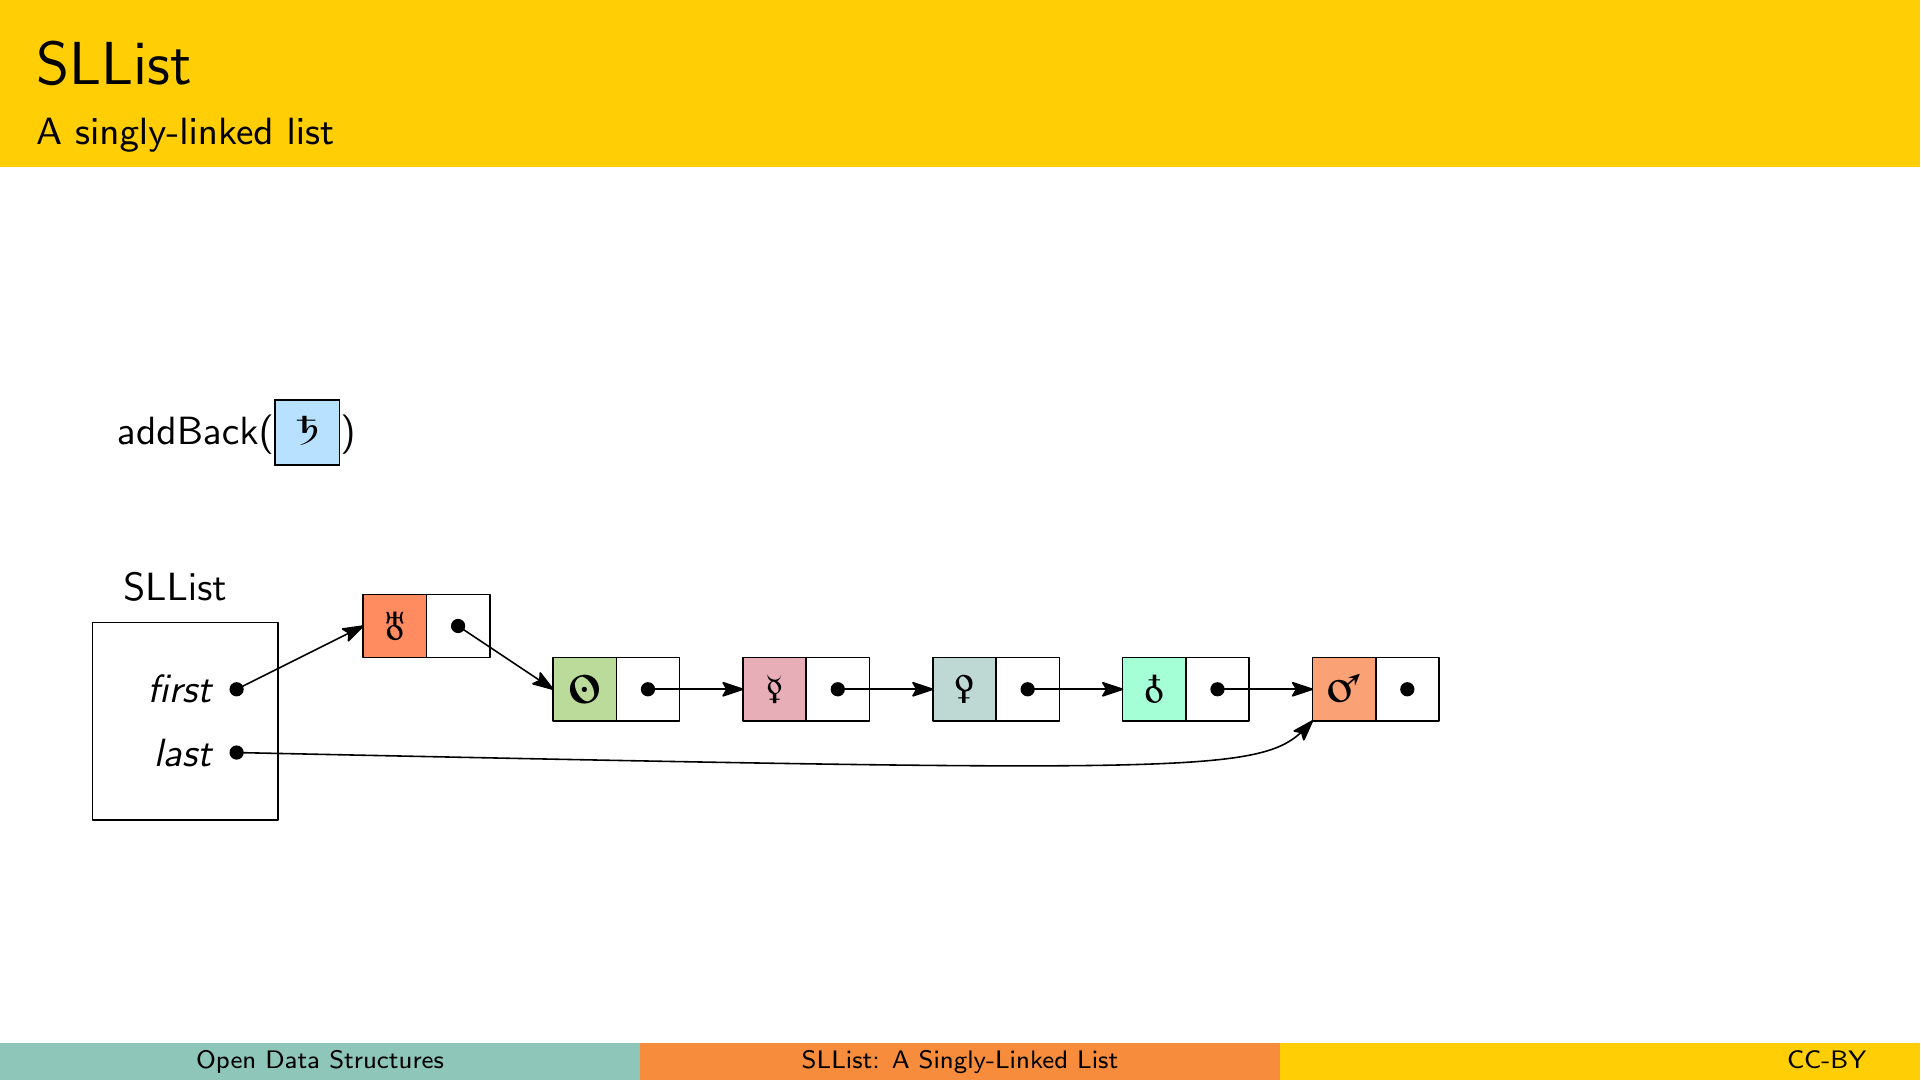 SLList
A singly-linked list
addBack(♄)
SLList
♅
first
☉ ☿ ♀ ♁ ♂
last
Open Data Structures
SLList: A Singly-Linked List
CC-BY